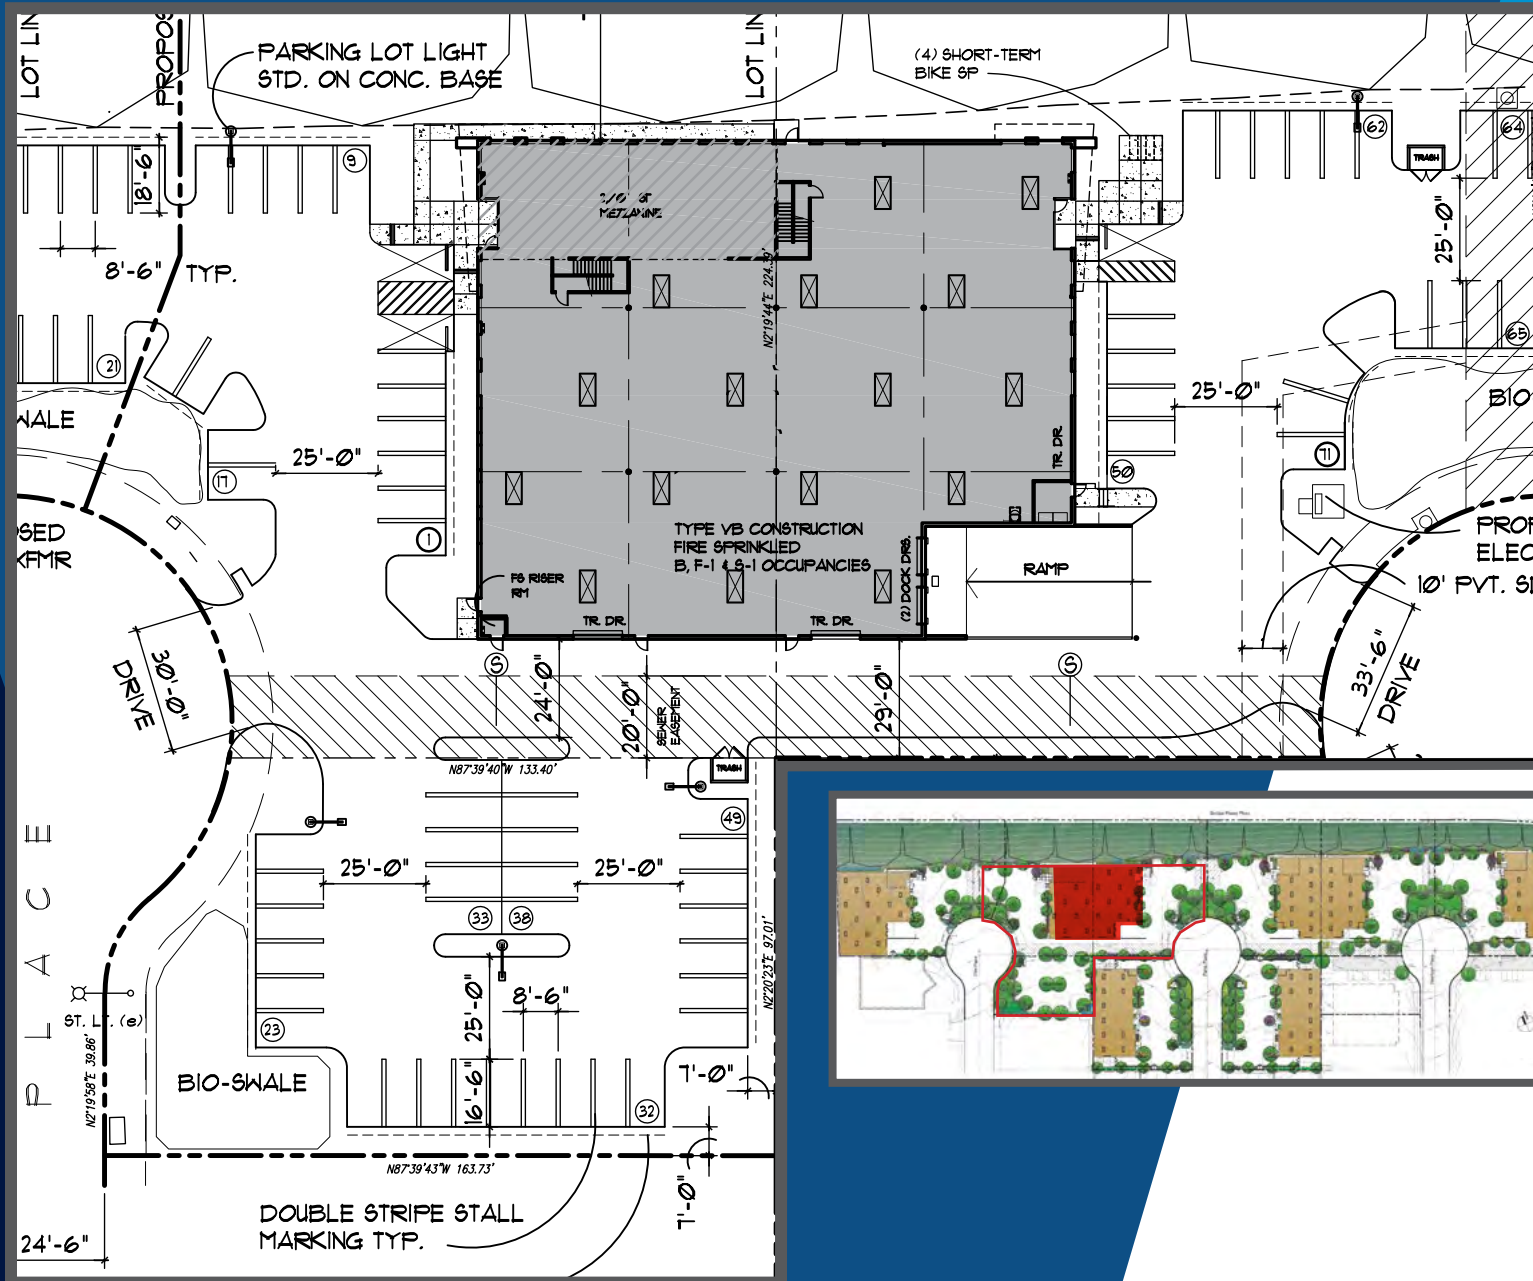 LOT LIN
PROPOS
PARKING LOT LIGHT
STD. ON CONC. BASE
LOT LIN
(4) SHORT-TERM
BIKE SP
9
62
64
TRASH
18'-6"
8'-6" TYP.
MEZZANINE
25'-0"
N2°19'44"E 224.39'
21
65
WALE
BIO
25'-0"
25'-0"
17
TR. DR.
50
71
OSED
XFMR
1
TYPE VB CONSTRUCTION
FIRE SPRINKLED
B, F-1 & S-1 OCCUPANCIES
(2) DOCK DRS.
RAMP
PROP
ELEC
10' PVT. SE
FS RISER
RM
TR. DR.
TR. DR.
30'-0"
DRIVE
S
24'-0"
20'-0"
SEWER
EASEMENT
29'-0"
S
33'-6"
DRIVE
N87°39'40"W 133.40'
TRASH
49
25'-0"
25'-0"
33
38
PLACE
N2°20'23"E 97.01'
25'-0"
8'-6"
ST. LT. (e)
23
N2°19'58"E 39.86'
BIO-SWALE
16'-6"
32
7'-0"
N87°39'43"W 163.73'
7'-0"
DOUBLE STRIPE STALL
MARKING TYP.
24'-6"